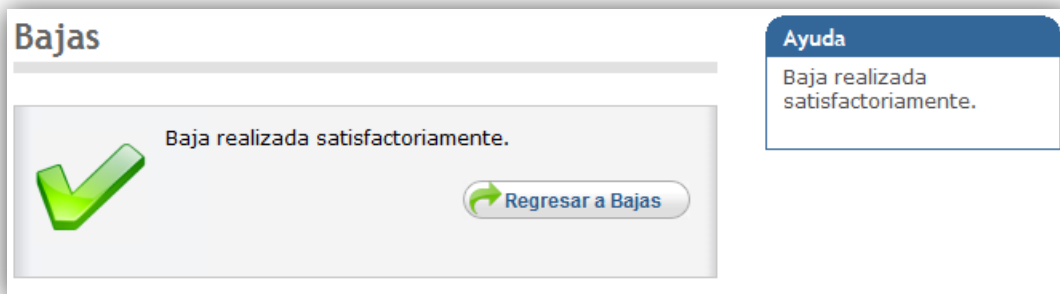 Bajas
Baja realizada satisfactoriamente.
Regresar a Bajas
Ayuda
Baja realizada
satisfactoriamente.